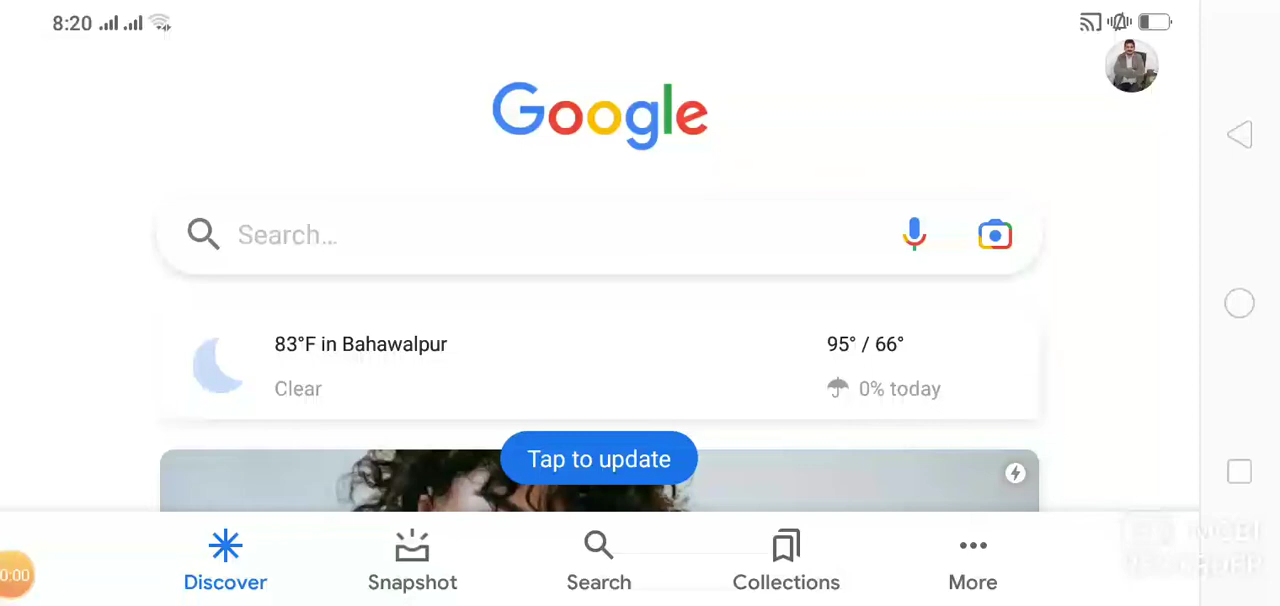 8:20
Google
Search...
83°F in Bahawalpur
95° / 66°
Clear
0% today
Tap to update
Discover
Snapshot
Search
Collections
More
0:00
RECORDER